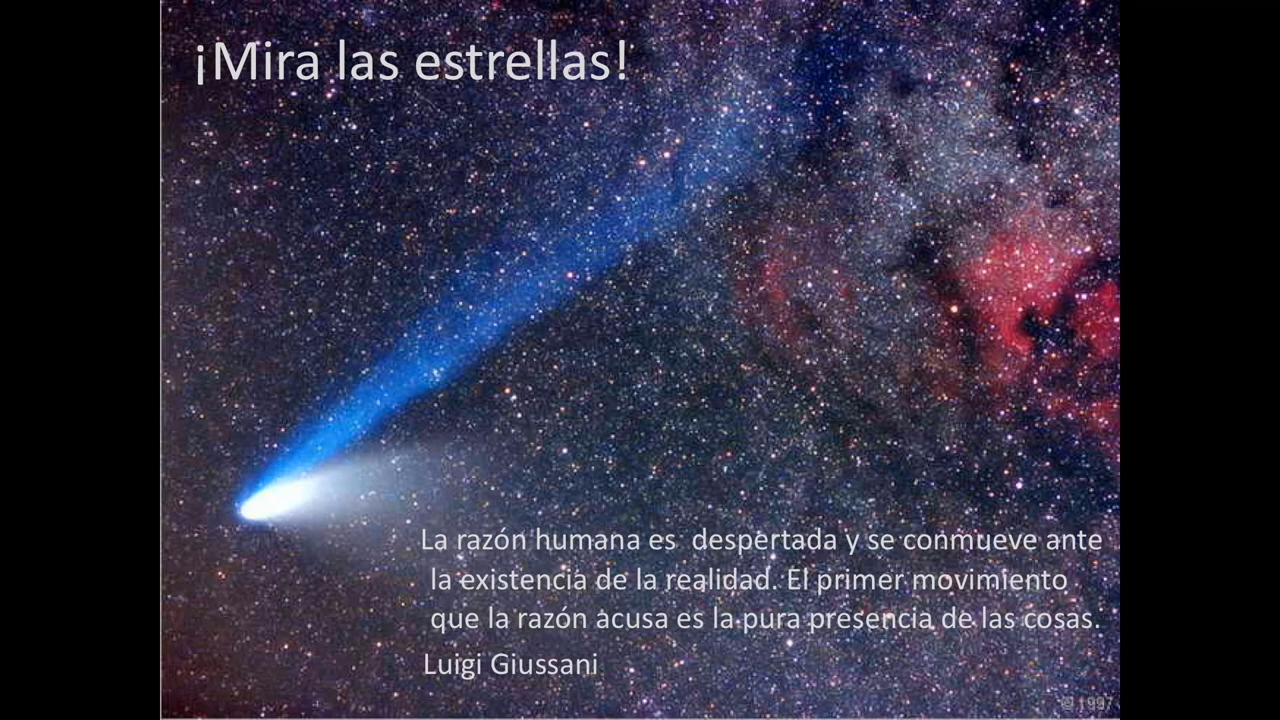 ¡Mira las estrellas!
La razón humana es  despertada y se conmueve ante
la existencia de la realidad. El primer movimiento
que la razón acusa es la pura presencia de las cosas.
Luigi Giussani
© 1997